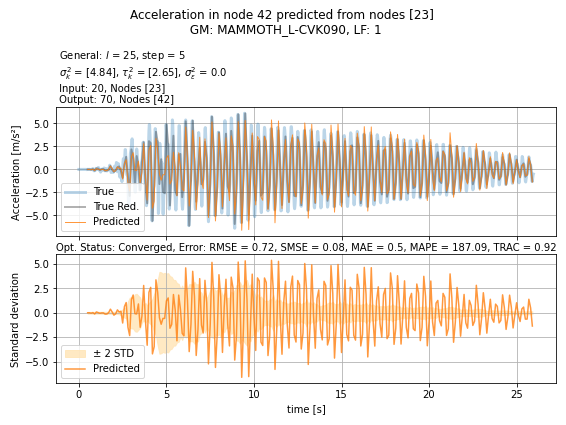 Acceleration in node 42 predicted from nodes [23]
GM: MAMMOTH_L-CVK090, LF: 1
General: l = 25, step = 5
σ²ₖ = [4.84], τ²ₖ = [2.65], σ²ε = 0.0
Input: 20, Nodes [23]
Output: 70, Nodes [42]
Acceleration [m/s²]
5.0
2.5
0.0
−2.5
−5.0
True
True Red.
Predicted
Opt. Status: Converged, Error: RMSE = 0.72, SMSE = 0.08, MAE = 0.5, MAPE = 187.09, TRAC = 0.92
Standard deviation
5.0
2.5
0.0
−2.5
−5.0
± 2 STD
Predicted
0 5 10 15 20 25
time [s]